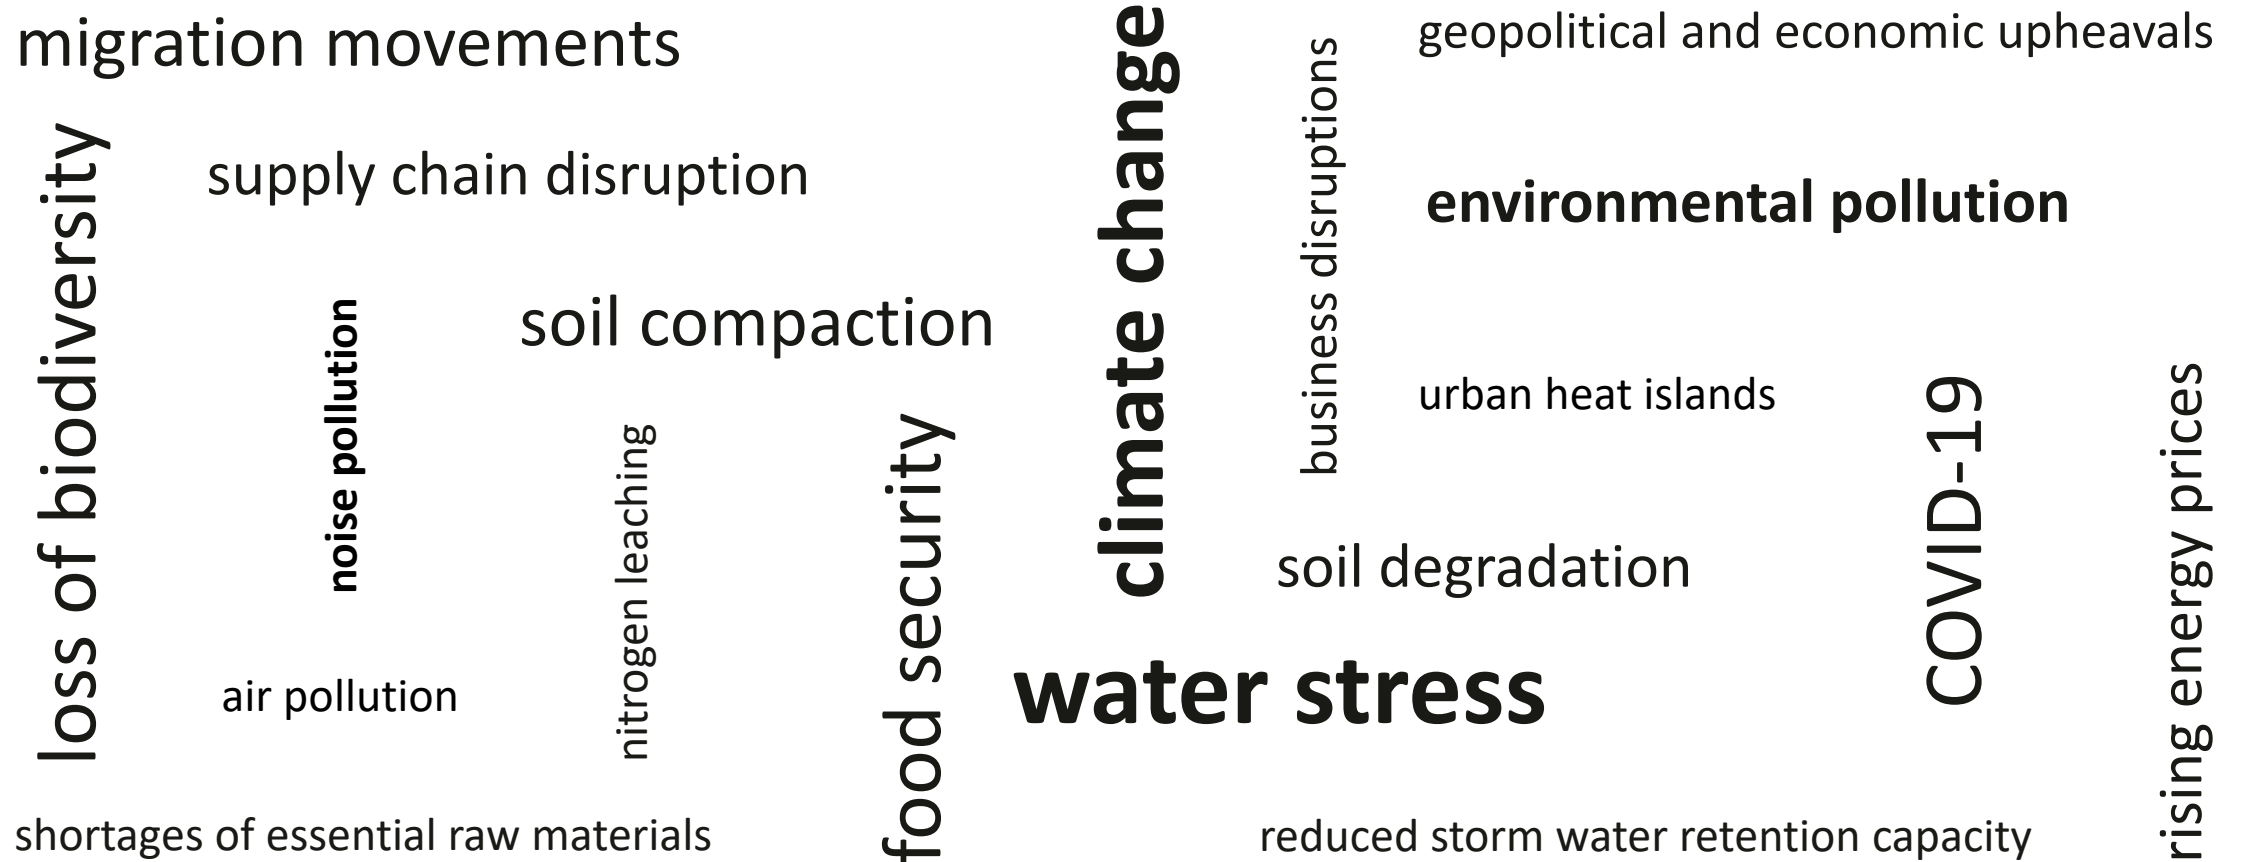 migration movements
geopolitical and economic upheavals
climate change
business disruptions
loss of biodiversity
supply chain disruption
environmental pollution
noise pollution
soil compaction
urban heat islands
rising energy prices
COVID-19
food security
nitrogen leaching
soil degradation
air pollution
water stress
shortages of essential raw materials
reduced storm water retention capacity